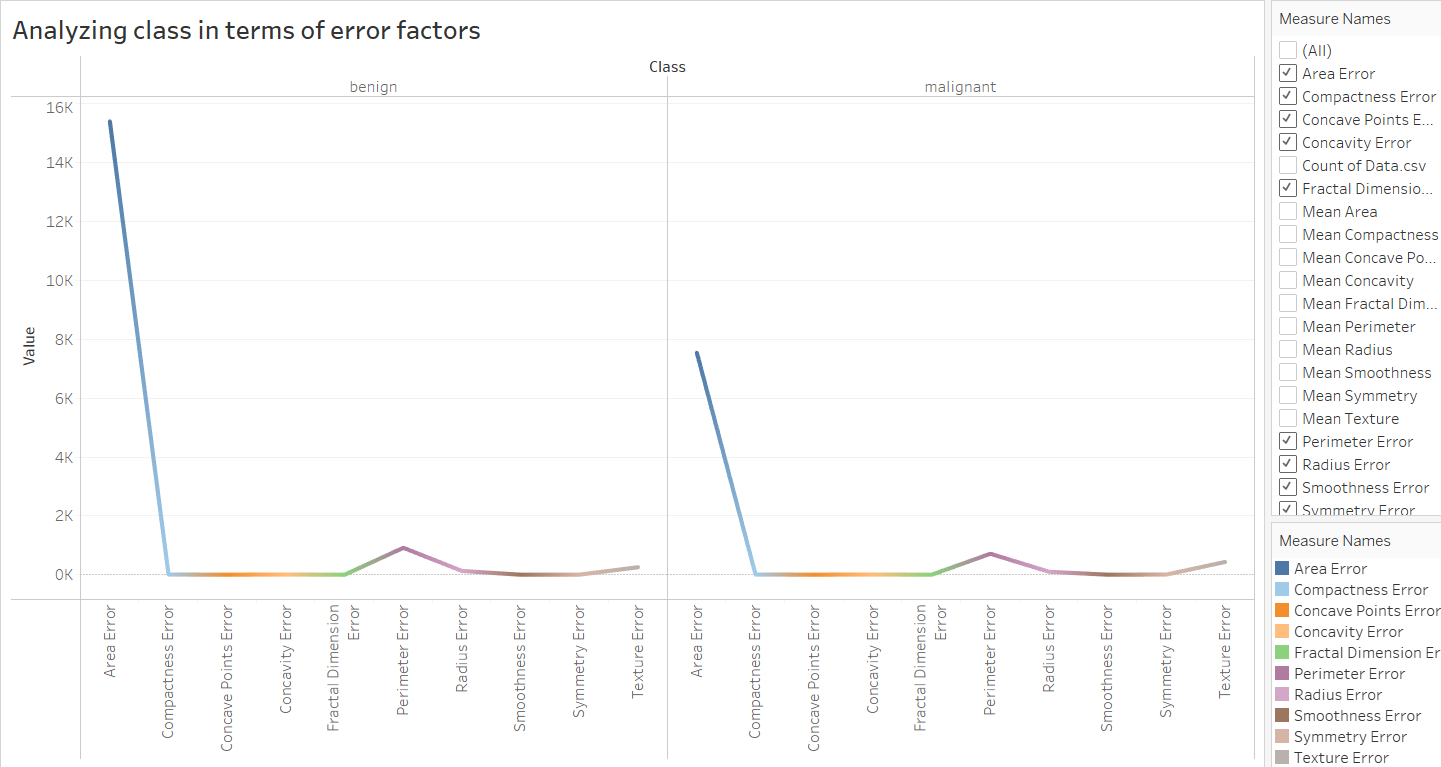 Analyzing class in terms of error factors
Class
benign
malignant
Value
16K
14K
12K
10K
8K
6K
4K
2K
0K
Area Error
Compactness Error
Concave Points Error
Concavity Error
Fractal Dimension
Error
Perimeter Error
Radius Error
Smoothness Error
Symmetry Error
Texture Error
Area Error
Compactness Error
Concave Points Error
Concavity Error
Fractal Dimension
Error
Perimeter Error
Radius Error
Smoothness Error
Symmetry Error
Texture Error
Measure Names
(All)
Area Error
Compactness Error
Concave Points E...
Concavity Error
Count of Data.csv
Fractal Dimensio...
Mean Area
Mean Compactness
Mean Concave Po...
Mean Concavity
Mean Fractal Dim...
Mean Perimeter
Mean Radius
Mean Smoothness
Mean Symmetry
Mean Texture
Perimeter Error
Radius Error
Smoothness Error
Symmetry Error
Measure Names
Area Error
Compactness Error
Concave Points Error
Concavity Error
Fractal Dimension Er
Perimeter Error
Radius Error
Smoothness Error
Symmetry Error
Texture Error